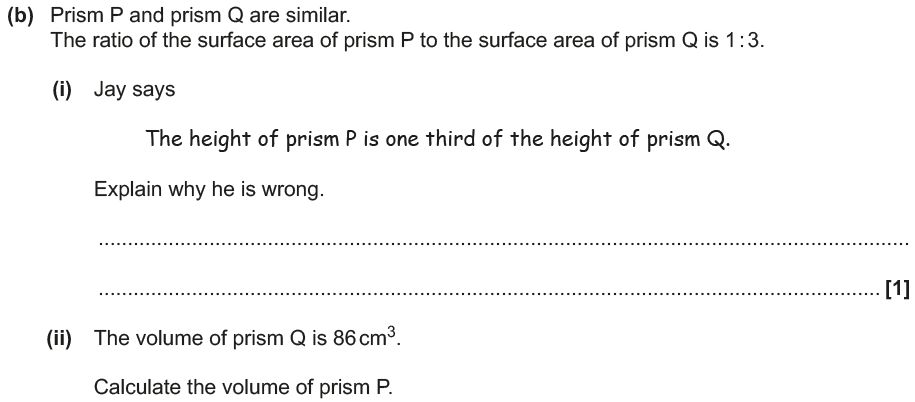 (b) Prism P and prism Q are similar.
The ratio of the surface area of prism P to the surface area of prism Q is 1 : 3.
(i) Jay says
The height of prism P is one third of the height of prism Q.
Explain why he is wrong.
..........................................................................................................................................
..................................................................................................................................... [1]
(ii) The volume of prism Q is 86 cm³.
Calculate the volume of prism P.